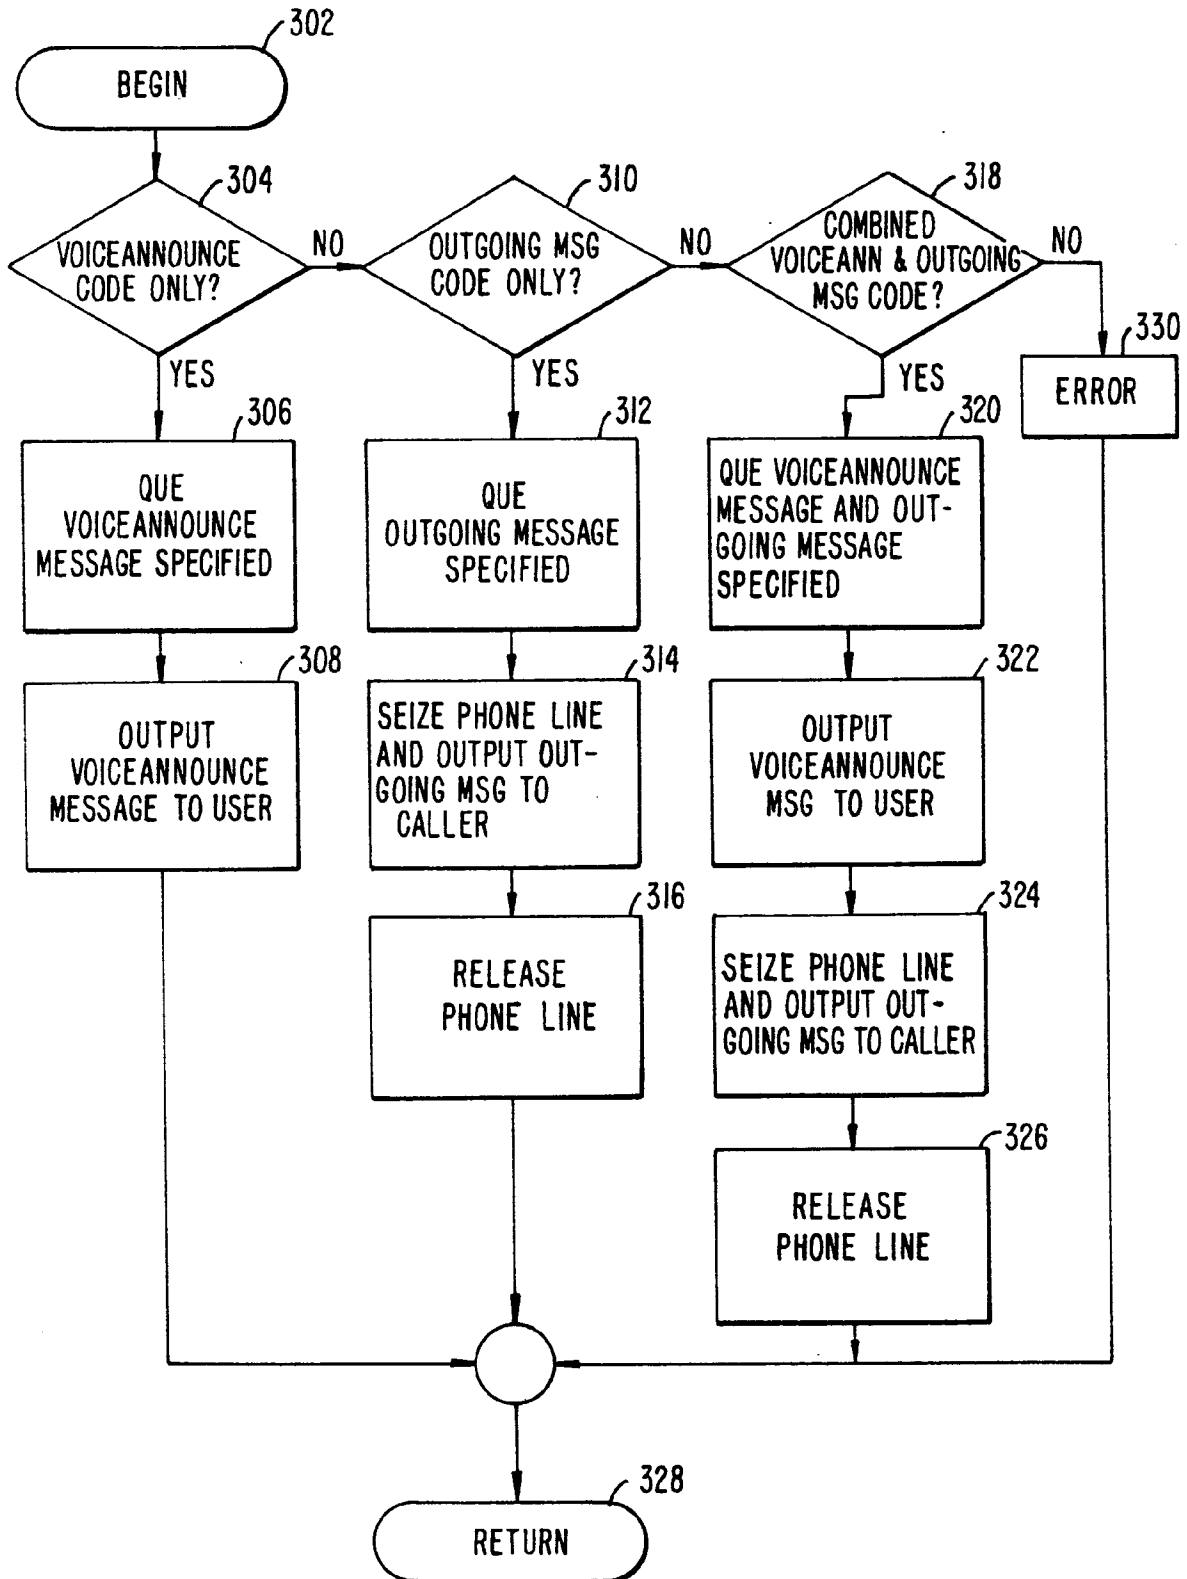 302
BEGIN
304
VOICEANNOUNCE
CODE ONLY?
NO
YES
310
OUTGOING MSG
CODE ONLY?
NO
YES
318
COMBINED
VOICEANN & OUTGOING
MSG CODE?
NO
YES
330
ERROR
306
QUE
VOICEANNOUNCE
MESSAGE SPECIFIED
312
QUE
OUTGOING MESSAGE
SPECIFIED
320
QUE VOICEANNOUNCE
MESSAGE AND OUT-
GOING MESSAGE
SPECIFIED
308
OUTPUT
VOICEANNOUNCE
MESSAGE TO USER
314
SEIZE PHONE LINE
AND OUTPUT OUT-
GOING MSG TO
CALLER
322
OUTPUT
VOICEANNOUNCE
MSG TO USER
316
RELEASE
PHONE LINE
324
SEIZE PHONE LINE
AND OUTPUT OUT-
GOING MSG TO CALLER
326
RELEASE
PHONE LINE
328
RETURN